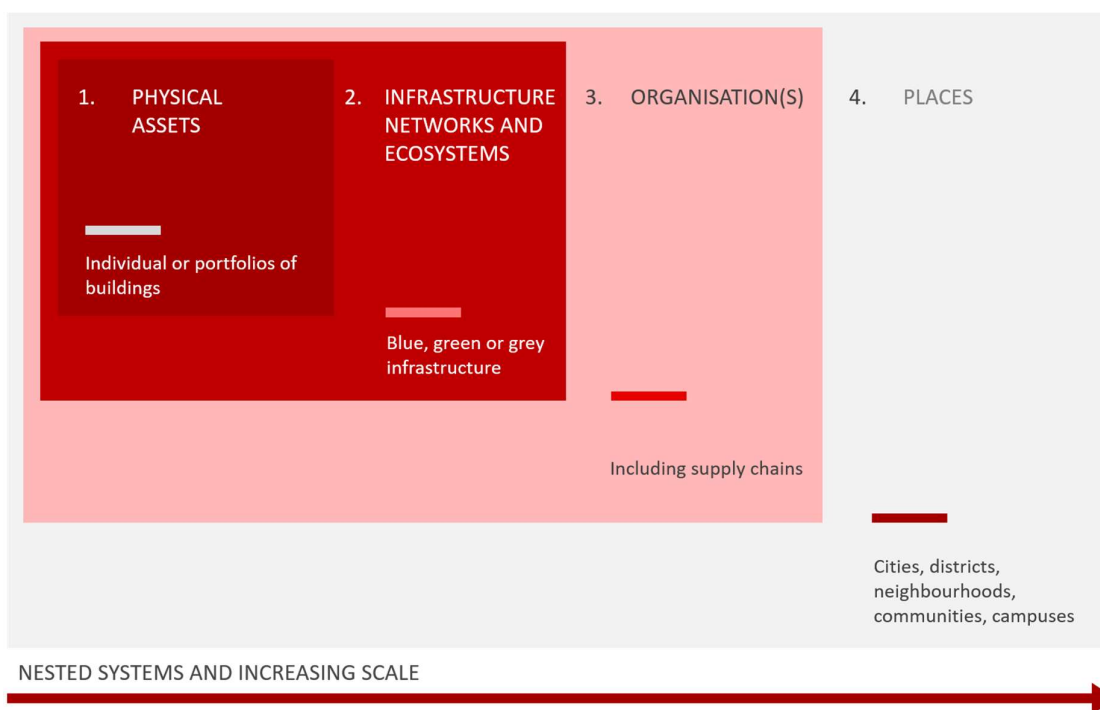 1. PHYSICAL
ASSETS
Individual or portfolios of
buildings
2. INFRASTRUCTURE
NETWORKS AND
ECOSYSTEMS
Blue, green or grey
infrastructure
3. ORGANISATION(S)
Including supply chains
4. PLACES
Cities, districts,
neighbourhoods,
communities, campuses
NESTED SYSTEMS AND INCREASING SCALE